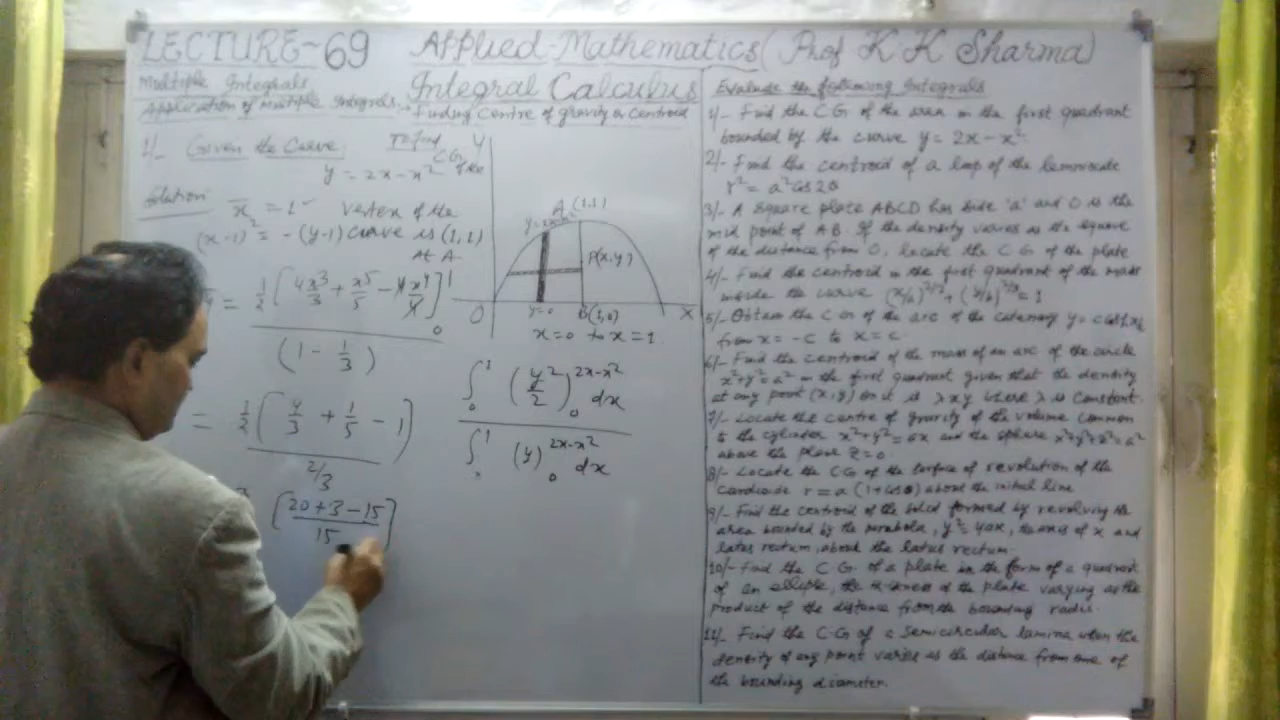 LECTURE-69 Applied Mathematics (Prof K K Sharma)
Multiple Integrals Integral Calculus
Application of Multiple Integrals :- Finding centre of gravity or Centroid
1/- Given the Curve To find CG of the
y = 2x - x²
Solution x̄ = 1 Vertex of the
(x-1)² = -(y-1) Curve is (1,1)
At A
= ½ [4x³/3 + x⁵/5 - 4x⁴/4]₀¹
(1 - 1/3)
= ½ (4/3 + 1/5 - 1)
2/3
[20+3-15
15]
Y
A (1,1)
P(x,y)
O y=0 B(1,0) X
x=0 to x=1
∫₀¹ (y²/2)₀^{2x-x²} dx
∫₀¹ (y)₀^{2x-x²} dx
Evaluate the following Integrals
1/- Find the CG of the area in the first quadrant
bounded by the curve y = 2x - x².
2/- Find the centroid of a loop of the lemniscate
r² = a² cos 2θ
3/- A square plate ABCD has side 'a' and O is the
mid point of AB. If the density varies as the square
of the distance from O, locate the C G of the plate
4/- Find the centroid in the first quadrant of the mass
inside the curve (x/a)^{2/3} + (y/b)^{2/3} = 1
5/- Obtain the C of the arc of the catenary y = c cosh x/c
from x = -c to x = c
6/- Find the centroid of the mass of an arc of the circle
x²+y²=a² in the first quadrant given that the density
at any point (x,y) on it is λxy where λ is constant.
7/- Locate the centre of gravity of the volume common
to the cylinder x²+y²=ax and the sphere x²+y²+z²=a²
above the plane Z=0
8/- Locate the CG of the surface of revolution of the
Cardioide r = a (1+cosθ) about the initial line
9/- Find the centroid of the solid formed by revolving the
area bounded by the parabola, y²=4ax, the axis of x and
latus rectum, about the latus rectum.
10/- Find the C.G. of a plate in the form of a quadrant
of an ellipse, the of the plate varying as the
product of the distance from the bounding radii.
11/- Find the C-G of a semicircular lamina when the
density of any point varies as the distance from one of
the bounding diameter.